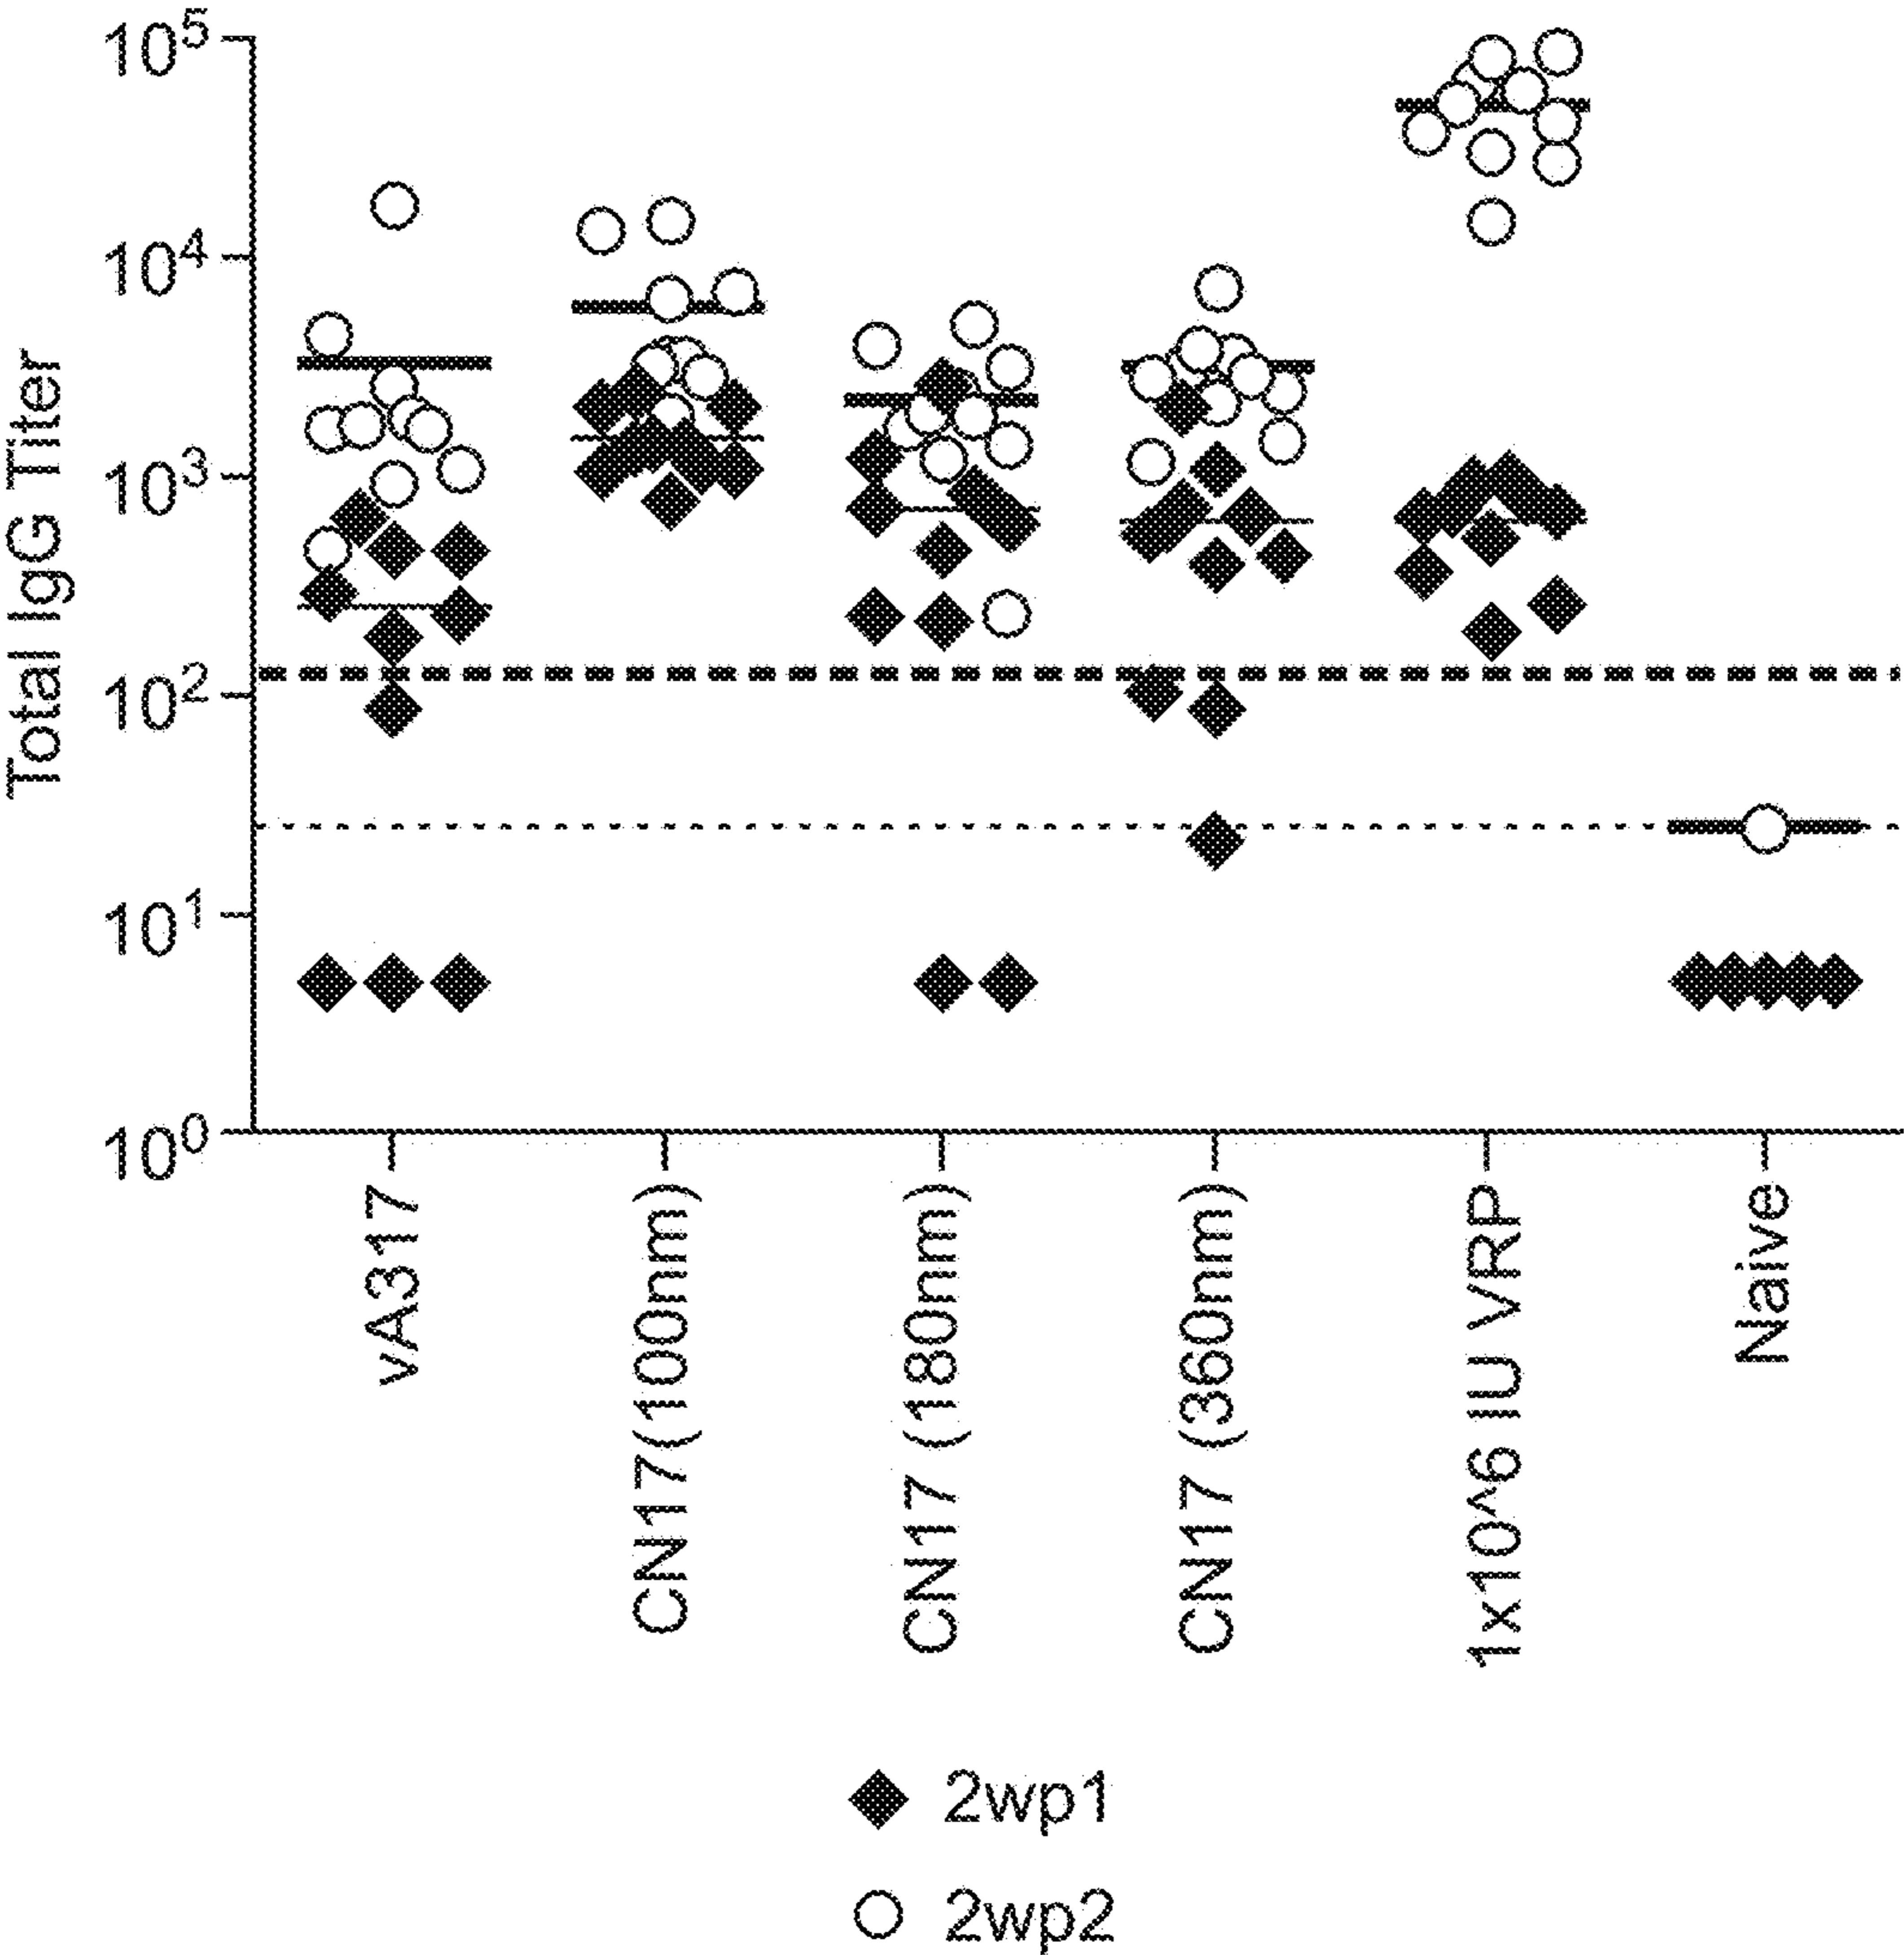 Total IgG Titer
10^5
10^4
10^3
10^2
10^1
10^0
vA317
CN17(100nm)
CN17 (180nm)
CN17 (360nm)
1x10^6 IU VRP
Naive
2wp1
2wp2